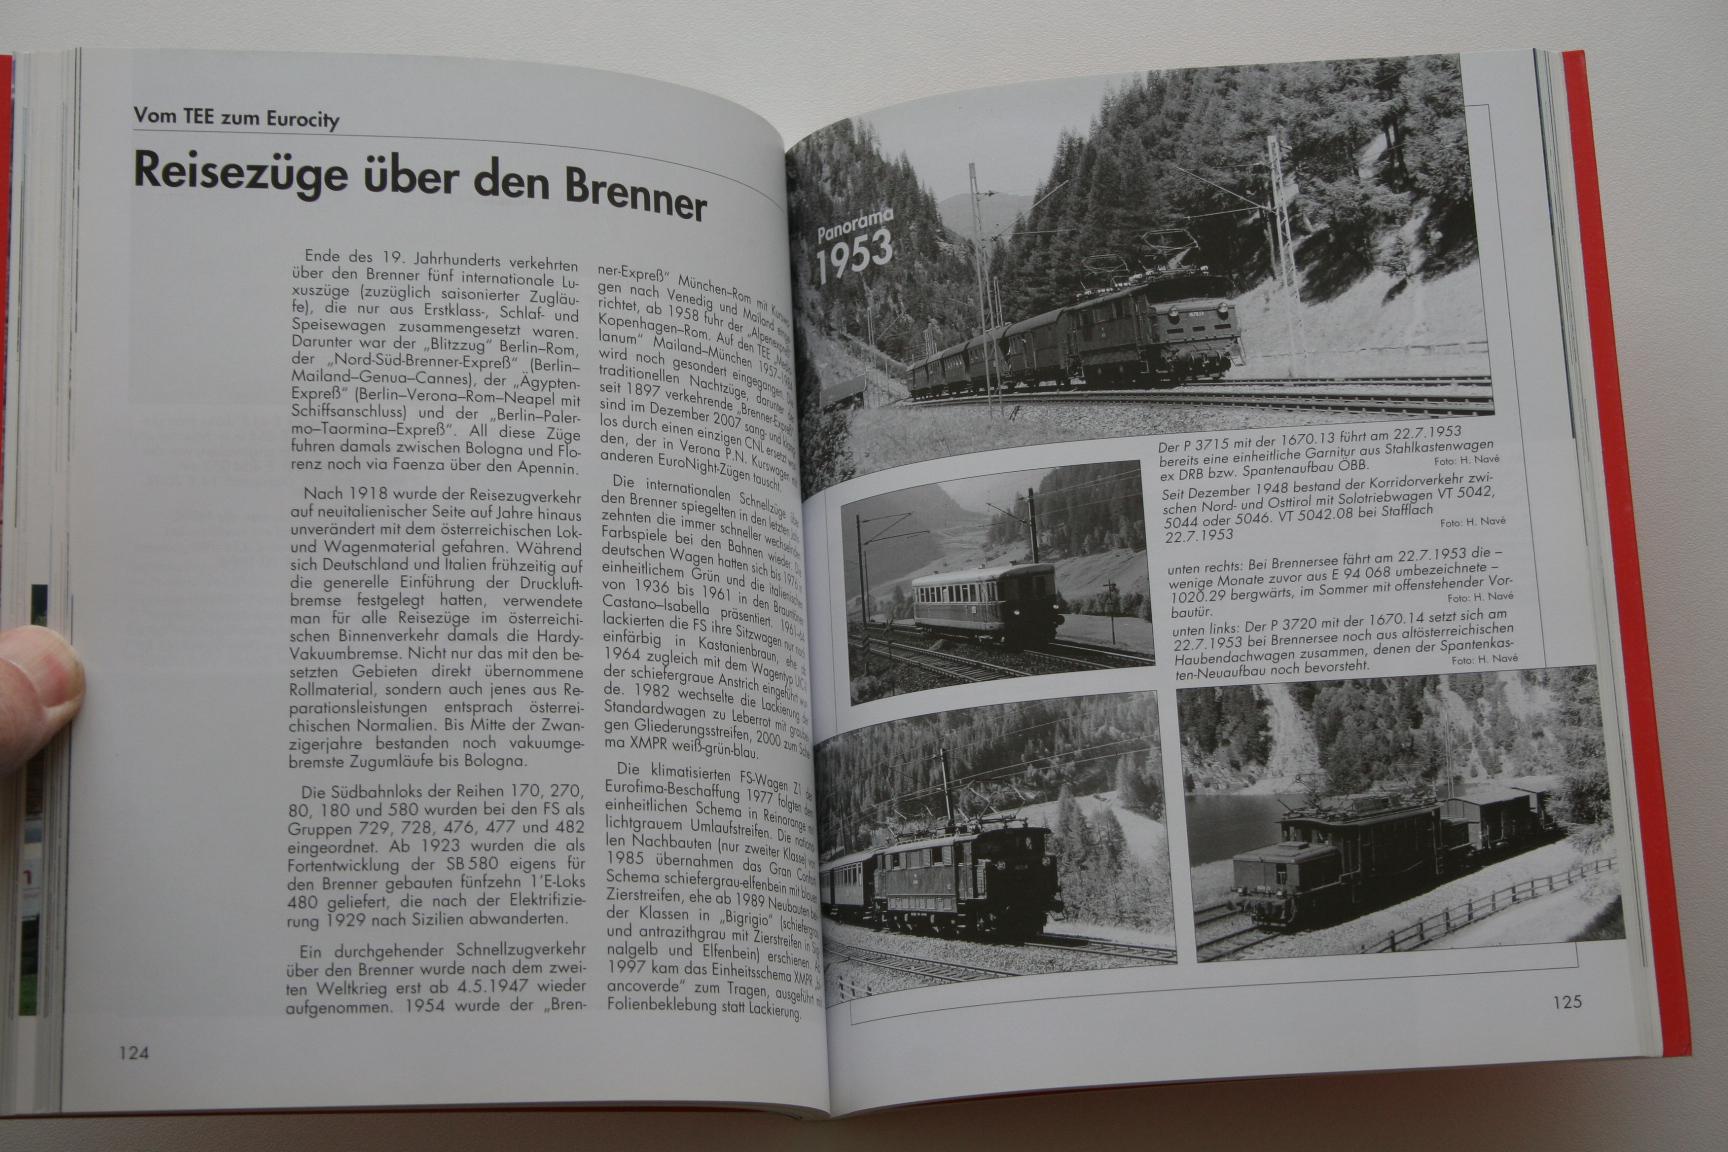 Vom TEE zum Eurocity
Reisezüge über den Brenner
Ende des 19. Jahrhunderts verkehrten
über den Brenner fünf internationale Lu-
xuszüge (zuzüglich saisonierter Zugläu-
fe), die nur aus Erstklass-, Schlaf- und
Speisewagen zusammengesetzt waren.
Darunter war der „Blitzzug“ Berlin–Rom,
der „Nord-Süd-Brenner-Expreß“ (Berlin–
Mailand–Genua–Cannes), der „Ägypten-
Expreß“ (Berlin–Verona–Rom–Neapel mit
Schiffsanschluss) und der „Berlin–Paler-
mo–Taormina–Expreß“. All diese Züge
fuhren damals zwischen Bologna und Flo-
renz noch via Faenza über den Apennin.
Nach 1918 wurde der Reisezugverkehr
auf neuitalienischer Seite auf Jahre hinaus
unverändert mit dem österreichischen Lok-
und Wagenmaterial gefahren. Während
sich Deutschland und Italien frühzeitig auf
die generelle Einführung der Druckluft-
bremse festgelegt hatten, verwendete
man für alle Reisezüge im österreichi-
schen Binnenverkehr damals die Hardy-
Vakuumbremse. Nicht nur das mit den be-
setzten Gebieten direkt übernommene
Rollmaterial, sondern auch jenes aus Re-
parationsleistungen entsprach österrei-
chischen Normalien. Bis Mitte der Zwan-
zigerjahre bestanden noch vakuumge-
bremste Zugumläufe bis Bologna.
Die Südbahnloks der Reihen 170, 270,
80, 180 und 580 wurden bei den FS als
Gruppen 729, 728, 476, 477 und 482
eingeordnet. Ab 1923 wurden die als
Fortentwicklung der SB 580 eigens für
den Brenner gebauten fünfzehn 1’E-Loks
480 geliefert, die nach der Elektrifizie-
rung 1929 nach Sizilien abwanderten.
Ein durchgehender Schnellzugverkehr
über den Brenner wurde nach dem zwei-
ten Weltkrieg erst ab 4.5.1947 wieder
aufgenommen. 1954 wurde der „Bren-
ner-Expreß“ München–Rom mit
gen nach Venedig und Mailand
richtet, ab 1958 fuhr der
Kopenhagen–Rom. Auf den TEE
lanum“ Mailand–München
wird noch gesondert eingegangen.
traditionellen Nachtzüge, darunter
seit 1897 verkehrende „Brenner-Expreß“
sind im Dezember 2007 sang- und
los durch einen einzigen CNL ersetzt
den, der in Verona P.N. Kurswagen
anderen EuroNight-Zügen tauscht.
Die internationalen Schnellzüge
den Brenner spiegelten in den letzten
zehnten die immer schneller wechselnden
Farbspiele bei den Bahnen wieder.
deutschen Wagen hatten sich bis 1976
einheitlichem Grün und die italienischen
von 1936 bis 1961 in den Brauntönen
Castano–Isabella präsentiert. 1961–64
lackierten die FS ihre Sitzwagen nur noch
einfärbig in Kastanienbraun, ehe ab
1964 zugleich mit dem Wagentyp
der schiefergraue Anstrich eingeführt wur-
de. 1982 wechselte die Lackierung der
Standardwagen zu Leberrot mit
gen Gliederungsstreifen, 2000 zum Sche-
ma XMPR weiß-grün-blau.
Die klimatisierten FS-Wagen Z1 der
Eurofima-Beschaffung 1977 folgten dem
einheitlichen Schema in Reinorange mit
lichtgrauem Umlaufstreifen. Die nationa-
len Nachbauten (nur zweiter Klasse)
1985 übernahmen das Gran Confort
Schema schiefergrau-elfenbein mit blauen
Zierstreifen, ehe ab 1989 Neubauten
der Klassen in „Bigrigio“ (schiefergrau
und antrazithgrau mit Zierstreifen in Sig-
nalgelb und Elfenbein) erschienen. Ab
1997 kam das Einheitsschema XMPR
ancoverde“ zum Tragen, ausgeführt mit
Folienbeklebung statt Lackierung.
124
Panorama
1953
Der P 3715 mit der 1670.13 führt am 22.7.1953
bereits eine einheitliche Garnitur aus Stahlkastenwagen
ex DRB bzw. Spantenaufbau ÖBB. Foto: H. Navé
Seit Dezember 1948 bestand der Korridorverkehr zwi-
schen Nord- und Osttirol mit Solotriebwagen VT 5042,
5044 oder 5046. VT 5042.08 bei Stafflach
22.7.1953 Foto: H. Navé
unten rechts: Bei Brennersee fährt am 22.7.1953 die –
wenige Monate zuvor aus E 94 068 umbezeichnete –
1020.29 bergwärts, im Sommer mit offenstehender Vor-
bautür. Foto: H. Navé
unten links: Der P 3720 mit der 1670.14 setzt sich am
22.7.1953 bei Brennersee noch aus altösterreichischen
Haubendachwagen zusammen, denen der Spantenkas-
ten-Neuaufbau noch bevorsteht. Foto: H. Navé
125